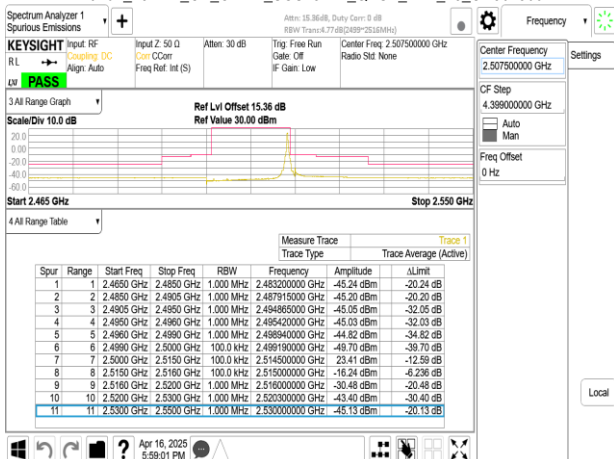 Spectrum Analyzer 1
Spurious Emissions
Attn: 15.86dB, Duty Corr: 0 dB
RBW Trans:4.77dB(2499~2516MHz)
Frequency
KEYSIGHT
Input: RF
Coupling: DC
Align: Auto
Input Z: 50 Ω
Corr: CCorr
Freq Ref: Int (S)
Atten: 30 dB
Trig: Free Run
Gate: Off
IF Gain: Low
Center Freq: 2.507500000 GHz
Radio Std: None
RL
LXI
PASS
Center Frequency
2.507500000 GHz
Settings
CF Step
4.399000000 GHz
Auto
Man
Freq Offset
0 Hz
3 All Range Graph
Ref Lvl Offset 15.36 dB
Scale/Div 10.0 dB
Ref Value 30.00 dBm
20.0
0.00
-20.0
-40.0
-60.0
Start 2.465 GHz
Stop 2.550 GHz
4 All Range Table
Measure Trace Trace 1
Trace Type Trace Average (Active)
Spur Range Start Freq Stop Freq RBW Frequency Amplitude ΔLimit
1 1 2.4650 GHz 2.4850 GHz 1.000 MHz 2.483200000 GHz -45.24 dBm -20.24 dB
2 2 2.4850 GHz 2.4905 GHz 1.000 MHz 2.487915000 GHz -45.20 dBm -20.20 dB
3 3 2.4905 GHz 2.4950 GHz 1.000 MHz 2.494865000 GHz -45.05 dBm -32.05 dB
4 4 2.4950 GHz 2.4960 GHz 1.000 MHz 2.495420000 GHz -45.03 dBm -32.03 dB
5 5 2.4960 GHz 2.4990 GHz 1.000 MHz 2.498940000 GHz -44.82 dBm -34.82 dB
6 6 2.4990 GHz 2.5000 GHz 100.0 kHz 2.499190000 GHz -49.70 dBm -39.70 dB
7 7 2.5000 GHz 2.5150 GHz 100.0 kHz 2.514500000 GHz 23.41 dBm -12.59 dB
8 8 2.5150 GHz 2.5160 GHz 100.0 kHz 2.515000000 GHz -16.24 dBm -6.236 dB
9 9 2.5160 GHz 2.5200 GHz 1.000 MHz 2.516000000 GHz -30.48 dBm -20.48 dB
10 10 2.5200 GHz 2.5300 GHz 1.000 MHz 2.520300000 GHz -43.40 dBm -30.40 dB
11 11 2.5300 GHz 2.5500 GHz 1.000 MHz 2.530000000 GHz -45.13 dBm -20.13 dB
Local
Apr 16, 2025
5:59:01 PM